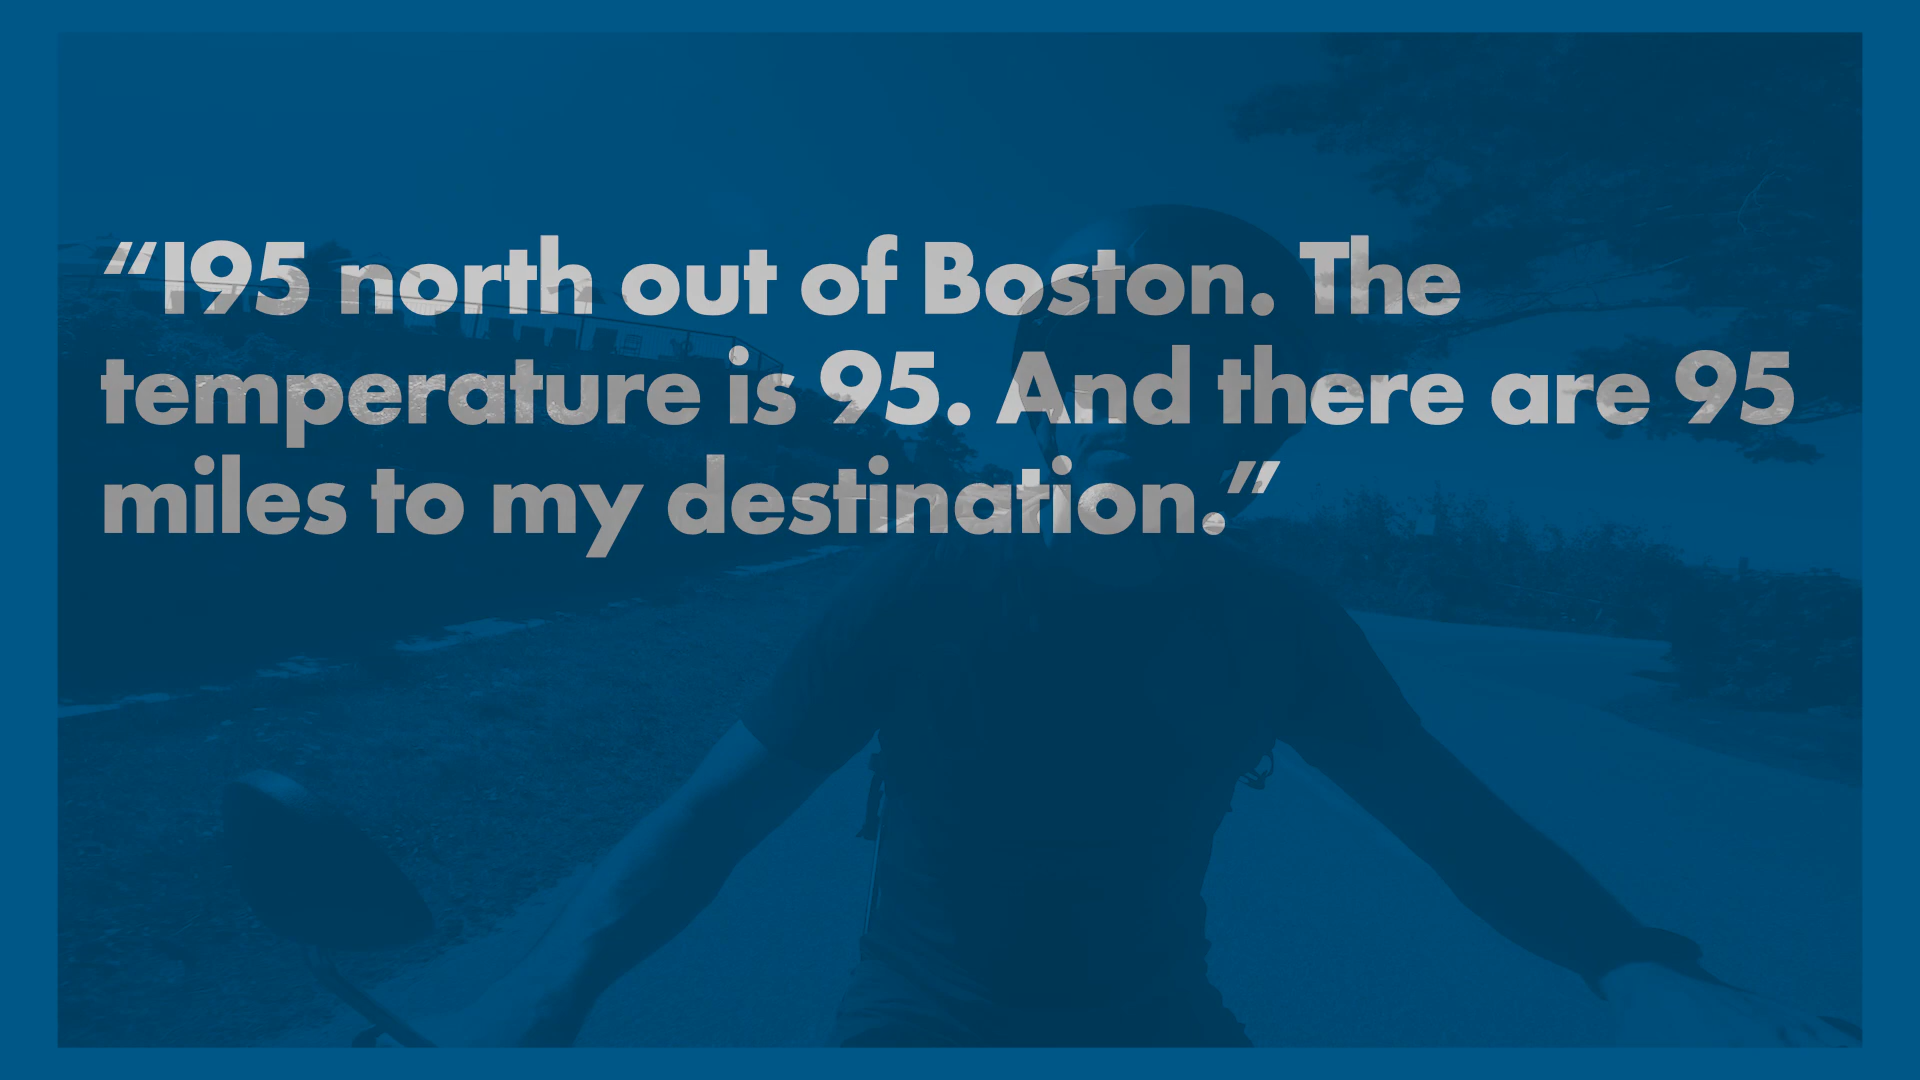 “I95 north out of Boston. The
temperature is 95. And there are 95
miles to my destination.”